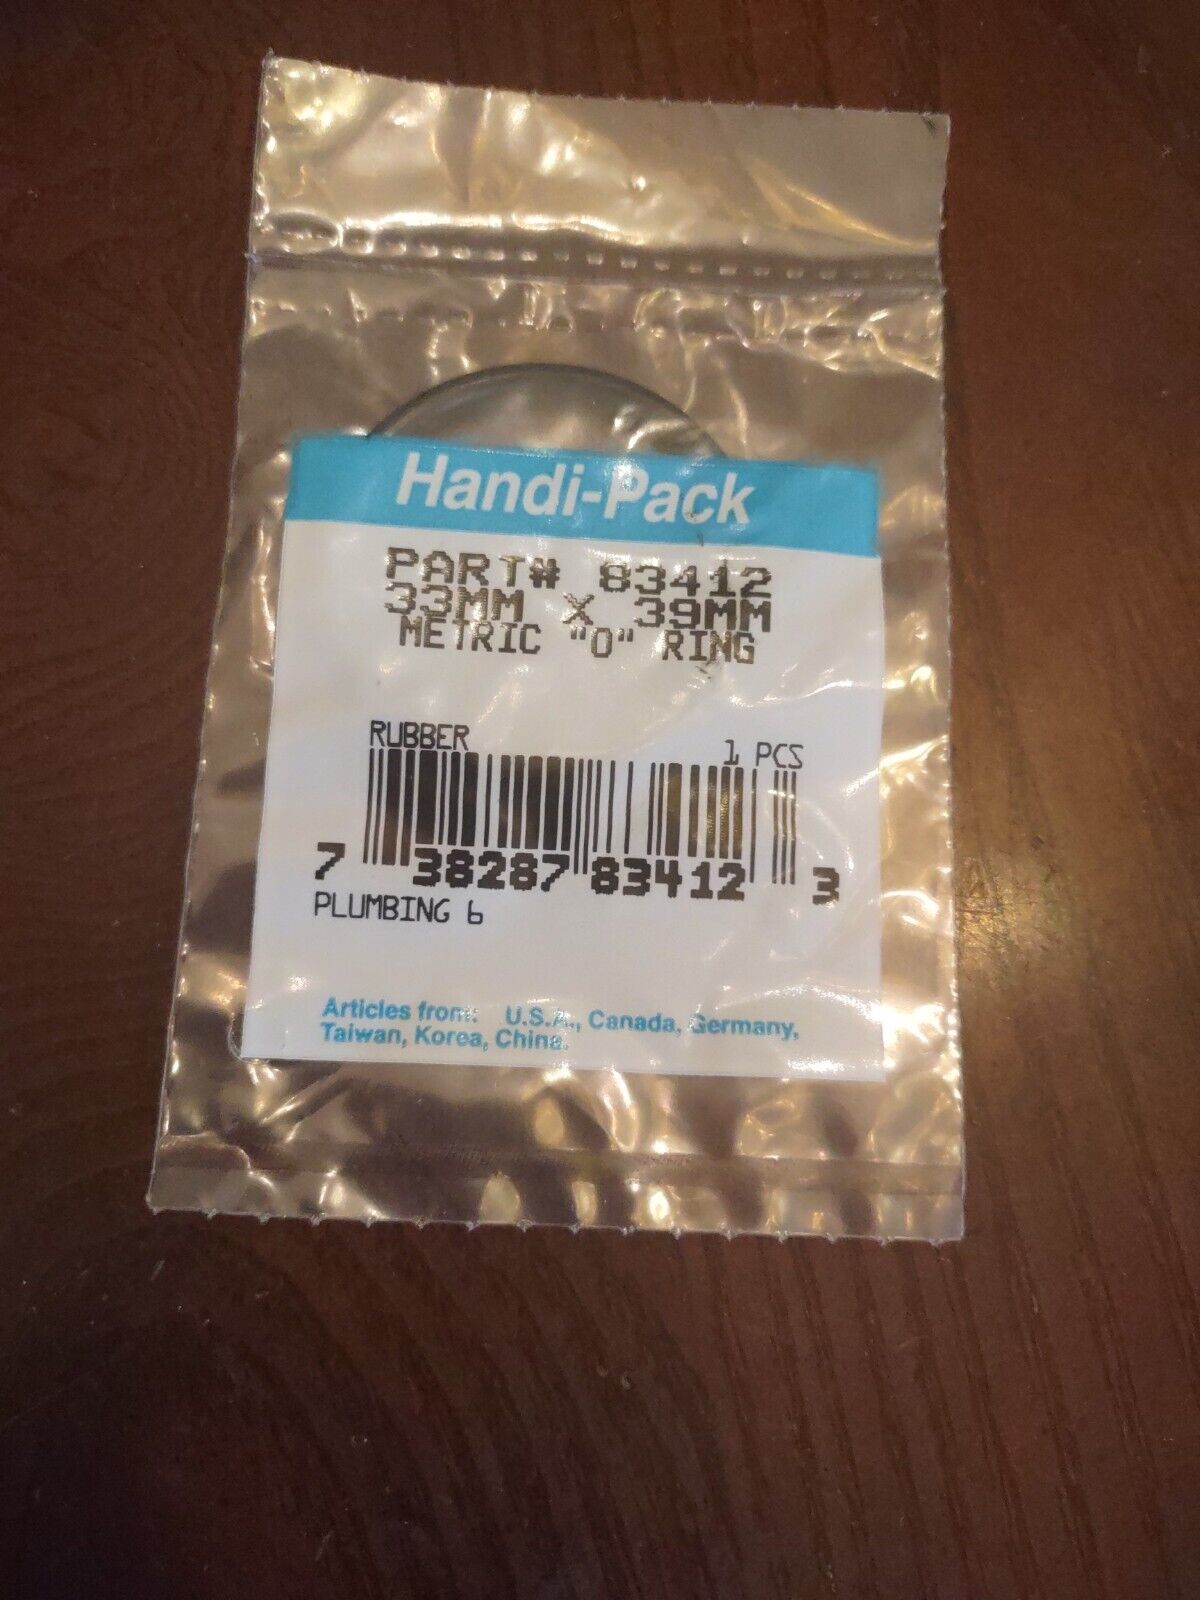 Handi-Pack
PART# 83412
33MM X 39MM
METRIC "O" RING
RUBBER 1 PCS
7 38287 83412 3
PLUMBING 6
Articles from: U.S.A., Canada, Germany,
Taiwan, Korea, China.